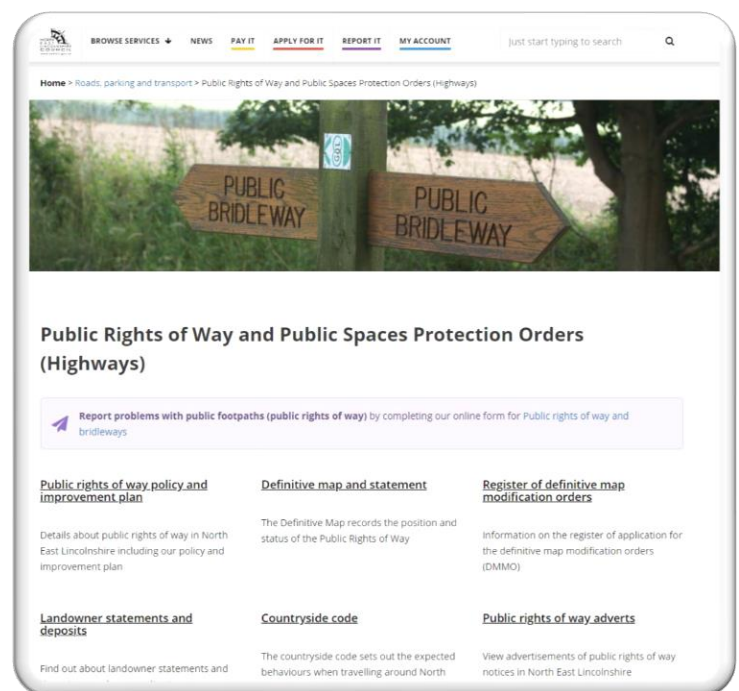 NORTH EAST LINCOLNSHIRE COUNCIL
BROWSE SERVICES NEWS PAY IT APPLY FOR IT REPORT IT MY ACCOUNT Just start typing to search
Home > Roads, parking and transport > Public Rights of Way and Public Spaces Protection Orders (Highways)
PUBLIC BRIDLEWAY
PUBLIC BRIDLEWAY
Public Rights of Way and Public Spaces Protection Orders
(Highways)
Report problems with public footpaths (public rights of way) by completing our online form for Public rights of way and
bridleways
Public rights of way policy and
improvement plan
Details about public rights of way in North
East Lincolnshire including our policy and
improvement plan
Definitive map and statement
The Definitive Map records the position and
status of the Public Rights of Way
Register of definitive map
modification orders
Information on the register of application for
the definitive map modification orders
(DMMO)
Landowner statements and
deposits
Find out about landowner statements and
Countryside code
The countryside code sets out the expected
behaviours when travelling around North
Public rights of way adverts
View advertisements of public rights of way
notices in North East Lincolnshire